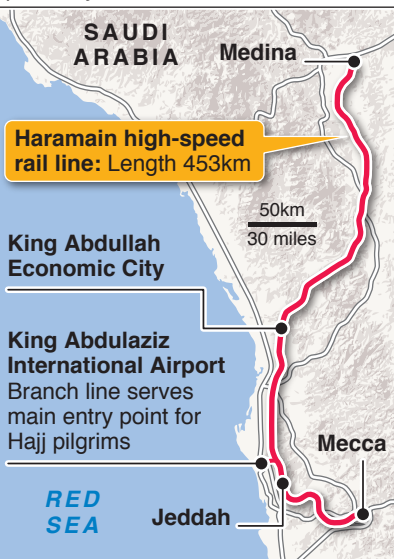 SAUDI
ARABIA
Medina
Haramain high-speed
rail line: Length 453km
50km
30 miles
King Abdullah
Economic City
King Abdulaziz
International Airport
Branch line serves
main entry point for
Hajj pilgrims
Mecca
RED
SEA
Jeddah